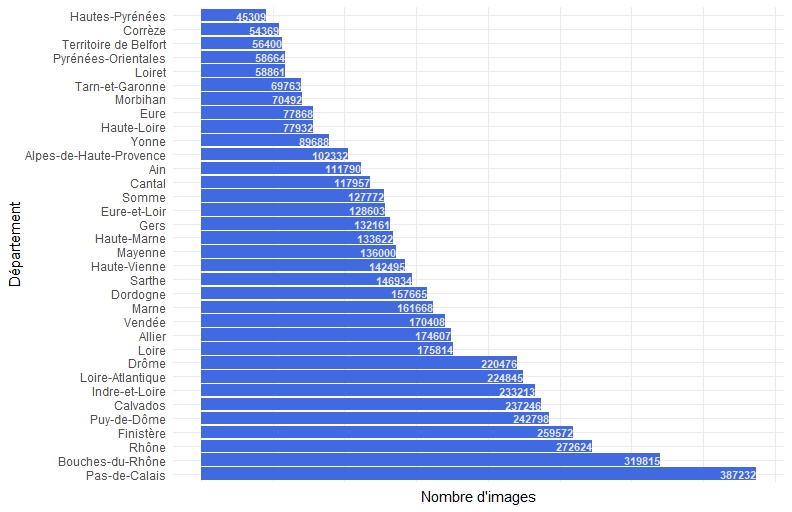 Hautes-Pyrénées 45309
Corrèze 54369
Territoire de Belfort 56400
Pyrénées-Orientales 58664
Loiret 58861
Tarn-et-Garonne 69763
Morbihan 70492
Eure 77868
Haute-Loire 77932
Yonne 89688
Alpes-de-Haute-Provence 102332
Ain 111790
Cantal 117957
Somme 127772
Eure-et-Loir 128603
Gers 132161
Haute-Marne 133622
Mayenne 136000
Haute-Vienne 142495
Sarthe 146934
Dordogne 157665
Marne 161668
Vendée 170408
Allier 174607
Loire 175814
Drôme 220476
Loire-Atlantique 224845
Indre-et-Loire 233213
Calvados 237246
Puy-de-Dôme 242798
Finistère 259572
Rhône 272624
Bouches-du-Rhône 319815
Pas-de-Calais 387232
Département
Nombre d'images